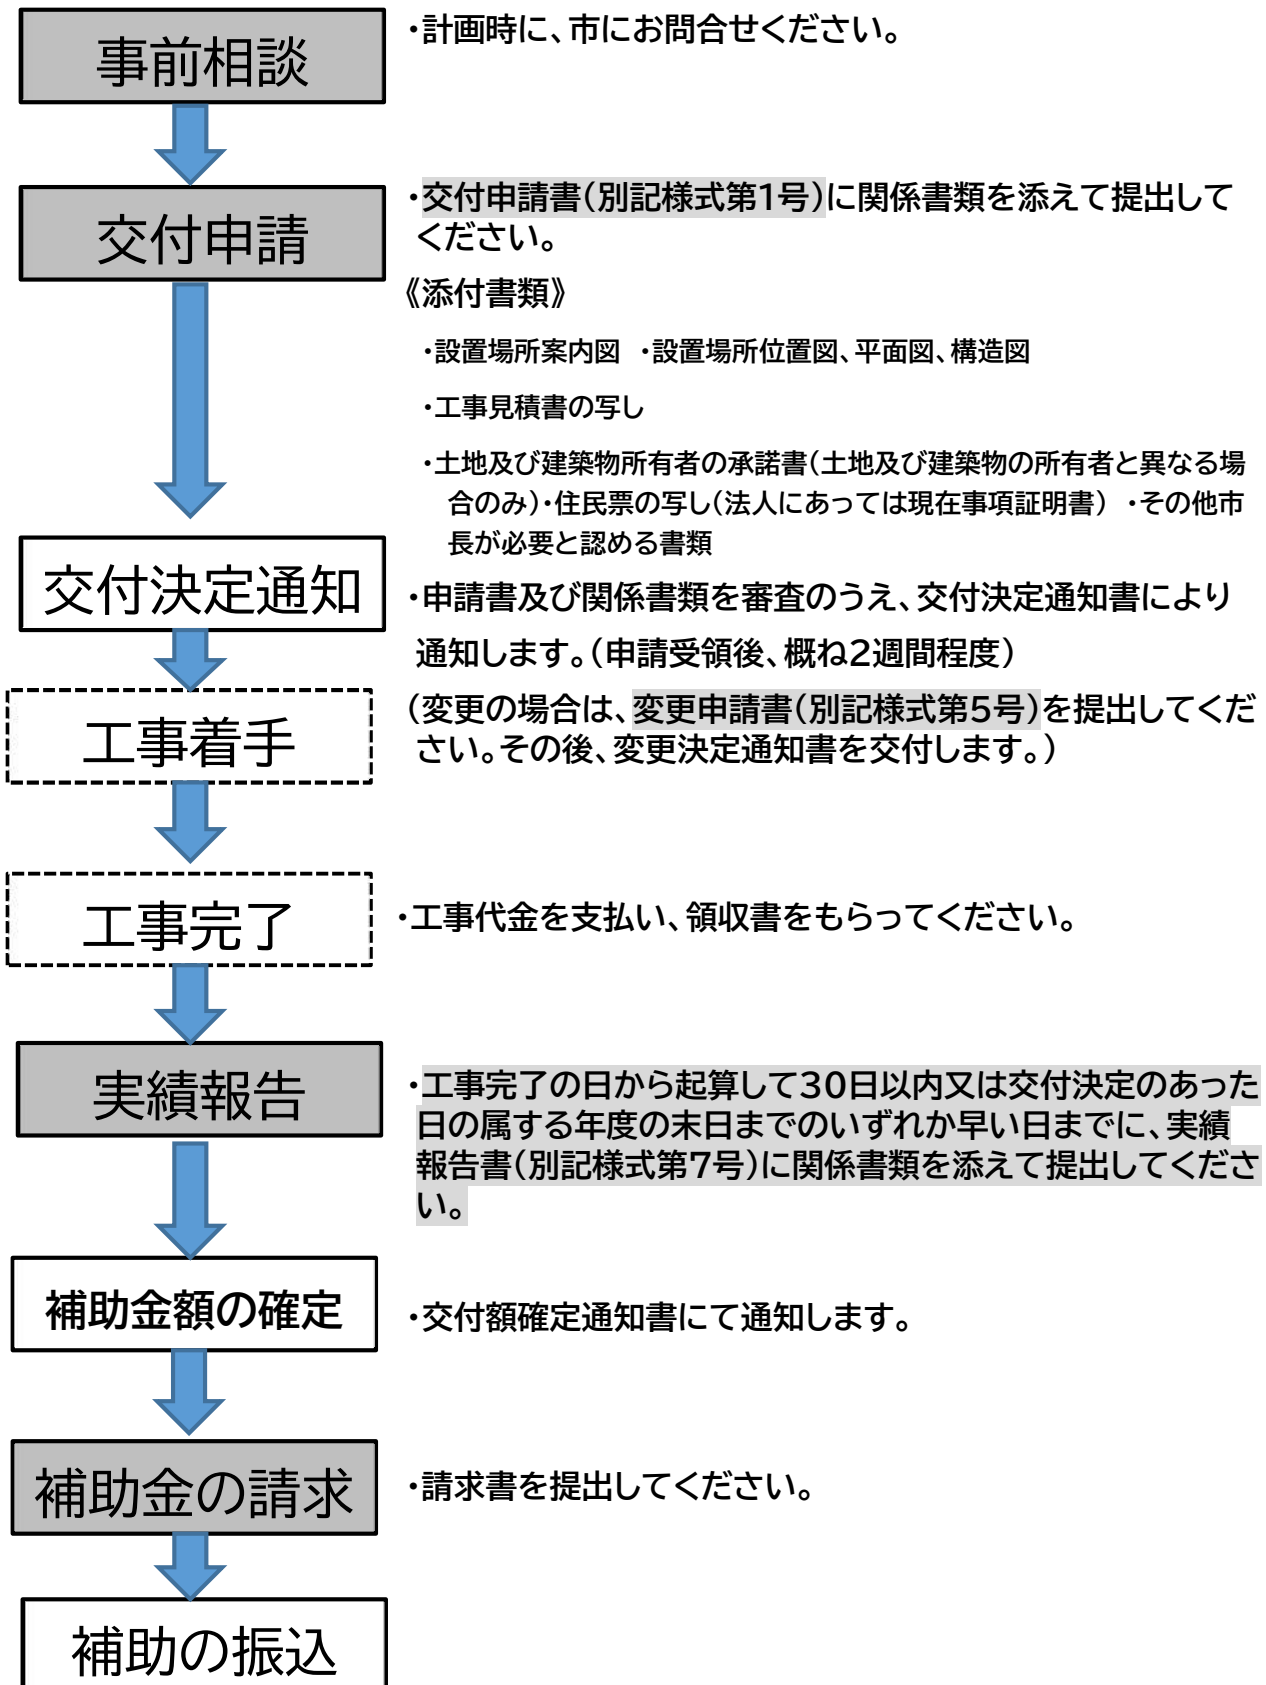 事前相談
・計画時に、市にお問合せください。
交付申請
・交付申請書(別記様式第1号)に関係書類を添えて提出して
ください。
《添付書類》
・設置場所案内図 ・設置場所位置図、平面図、構造図
・工事見積書の写し
・土地及び建築物所有者の承諾書(土地及び建築物の所有者と異なる場
合のみ)・住民票の写し(法人にあっては現在事項証明書) ・その他市
長が必要と認める書類
交付決定通知
・申請書及び関係書類を審査のうえ、交付決定通知書により
通知します。(申請受領後、概ね2週間程度)
(変更の場合は、変更申請書(別記様式第5号)を提出してくだ
さい。その後、変更決定通知書を交付します。)
工事着手
工事完了
・工事代金を支払い、領収書をもらってください。
実績報告
・工事完了の日から起算して30日以内又は交付決定のあった
日の属する年度の末日までのいずれか早い日までに、実績
報告書(別記様式第7号)に関係書類を添えて提出してくださ
い。
補助金額の確定
・交付額確定通知書にて通知します。
補助金の請求
・請求書を提出してください。
補助の振込